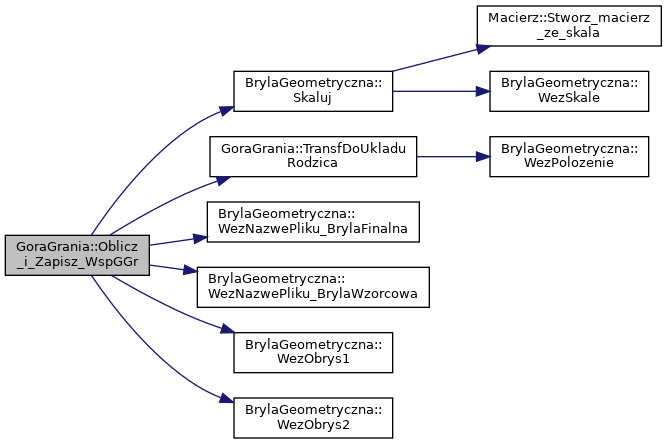 GoraGrania::Oblicz
_i_Zapisz_WspGGr
BrylaGeometryczna::
Skaluj
Macierz::Stworz_macierz
_ze_skala
BrylaGeometryczna::
WezSkale
GoraGrania::TransfDoUkladu
Rodzica
BrylaGeometryczna::
WezPolozenie
BrylaGeometryczna::
WezNazwePliku_BrylaFinalna
BrylaGeometryczna::
WezNazwePliku_BrylaWzorcowa
BrylaGeometryczna::
WezObrys1
BrylaGeometryczna::
WezObrys2